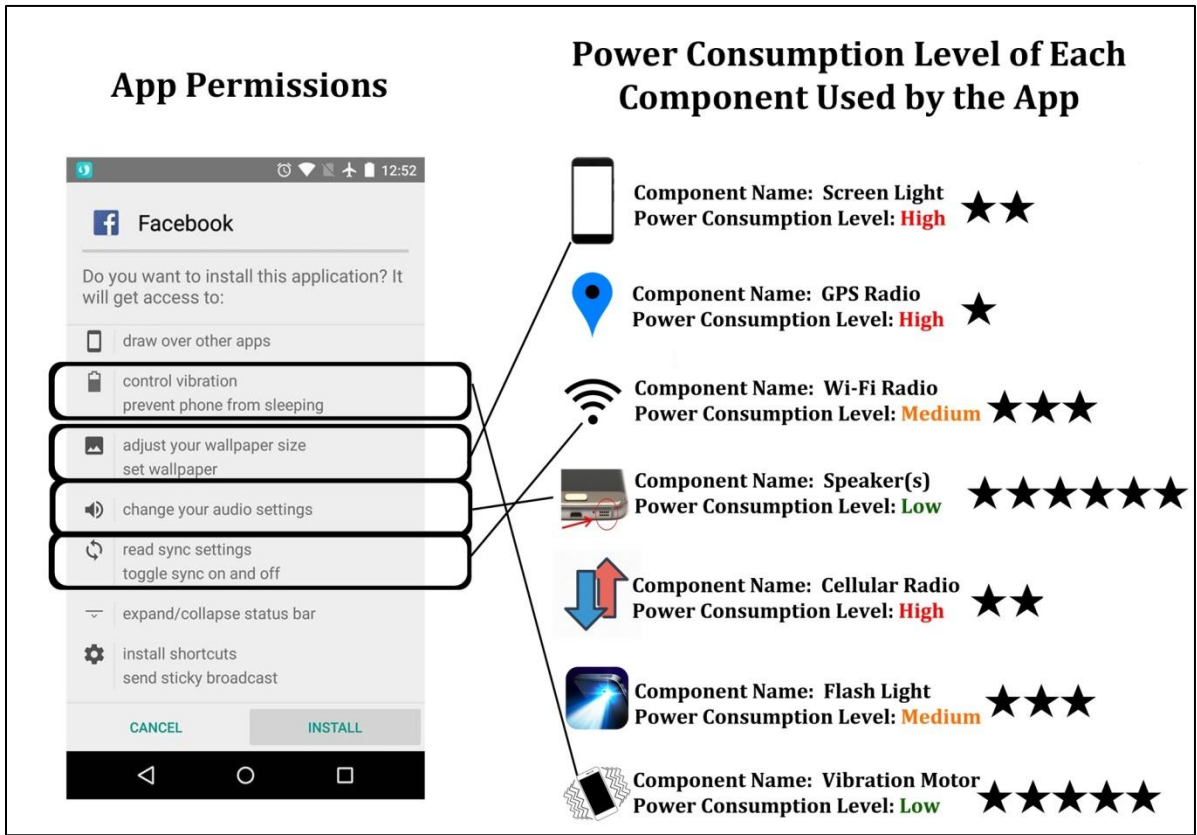 App Permissions
Power Consumption Level of Each
Component Used by the App
12:52
Facebook
Do you want to install this application? It
will get access to:
draw over other apps
control vibration
prevent phone from sleeping
adjust your wallpaper size
set wallpaper
change your audio settings
read sync settings
toggle sync on and off
expand/collapse status bar
install shortcuts
send sticky broadcast
CANCEL INSTALL
Component Name: Screen Light
Power Consumption Level: High
Component Name: GPS Radio
Power Consumption Level: High
Component Name: Wi-Fi Radio
Power Consumption Level: Medium
Component Name: Speaker(s)
Power Consumption Level: Low
Component Name: Cellular Radio
Power Consumption Level: High
Component Name: Flash Light
Power Consumption Level: Medium
Component Name: Vibration Motor
Power Consumption Level: Low